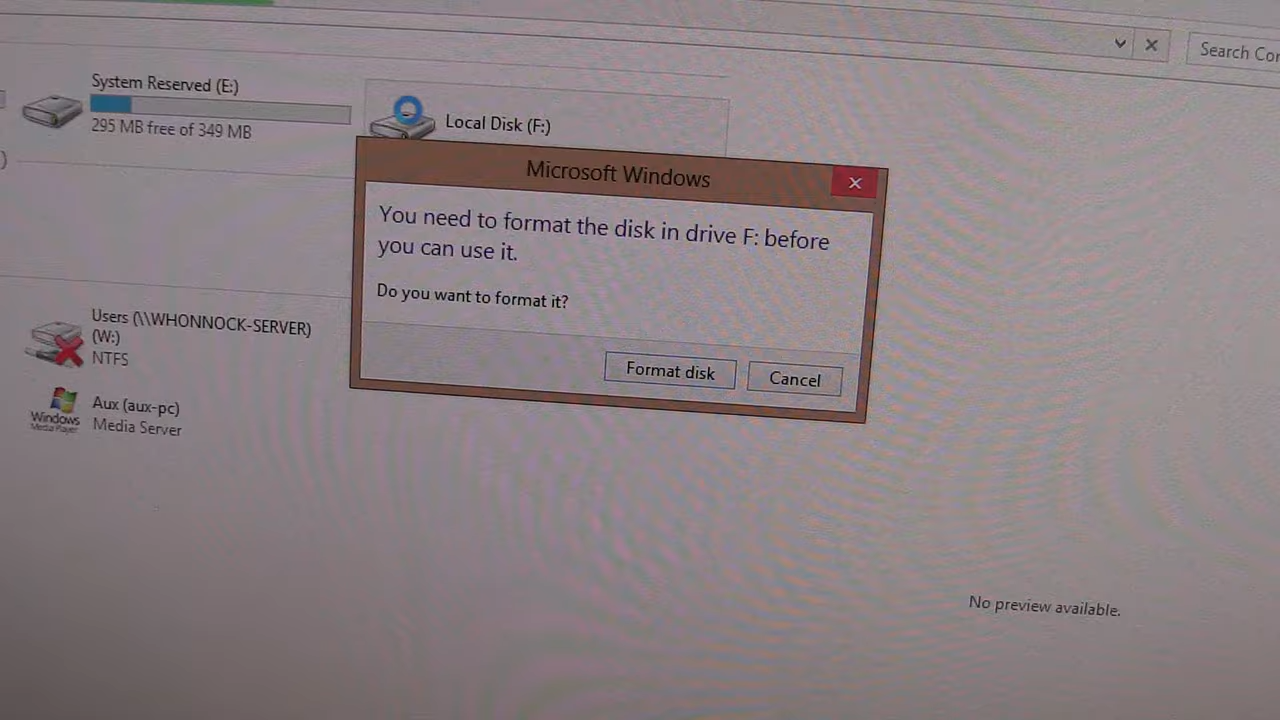 Search Con
System Reserved (E:)
295 MB free of 349 MB
Local Disk (F:)
)
Microsoft Windows
You need to format the disk in drive F: before
you can use it.
Do you want to format it?
Format disk
Cancel
Users (\\WHONNOCK-SERVER)
(W:)
NTFS
Windows
Media Player
Aux (aux-pc)
Media Server
No preview available.